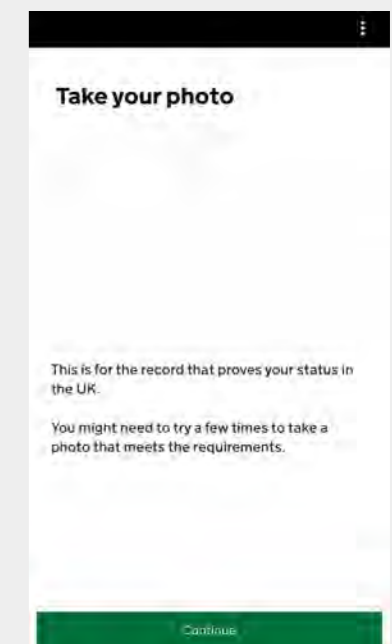 Take your photo
This is for the record that proves your status in
the UK.
You might need to try a few times to take a
photo that meets the requirements.
Continue